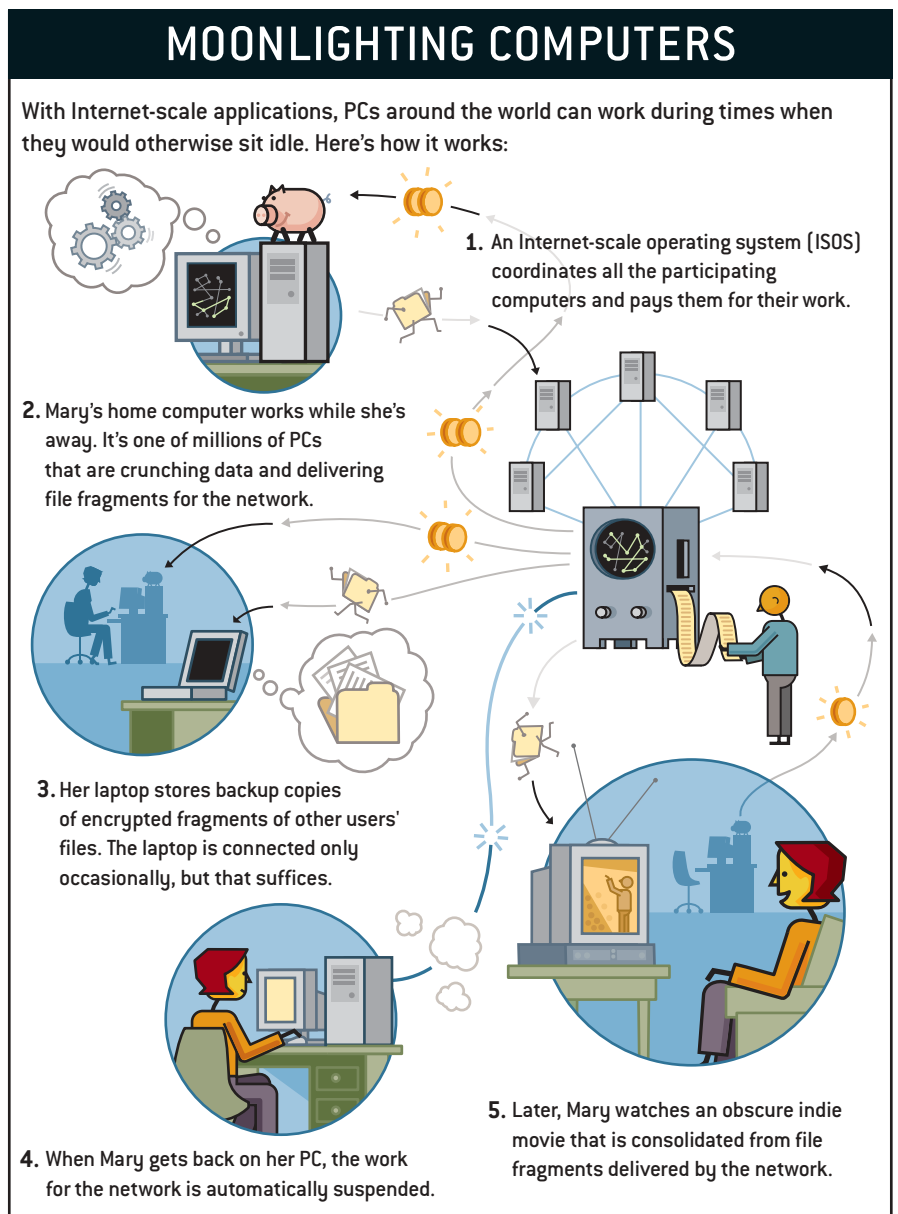 MOONLIGHTING COMPUTERS
With Internet-scale applications, PCs around the world can work during times when
they would otherwise sit idle. Here's how it works:
1. An Internet-scale operating system (ISOS)
coordinates all the participating
computers and pays them for their work.
2. Mary's home computer works while she's
away. It's one of millions of PCs
that are crunching data and delivering
file fragments for the network.
3. Her laptop stores backup copies
of encrypted fragments of other users'
files. The laptop is connected only
occasionally, but that suffices.
4. When Mary gets back on her PC, the work
for the network is automatically suspended.
5. Later, Mary watches an obscure indie
movie that is consolidated from file
fragments delivered by the network.